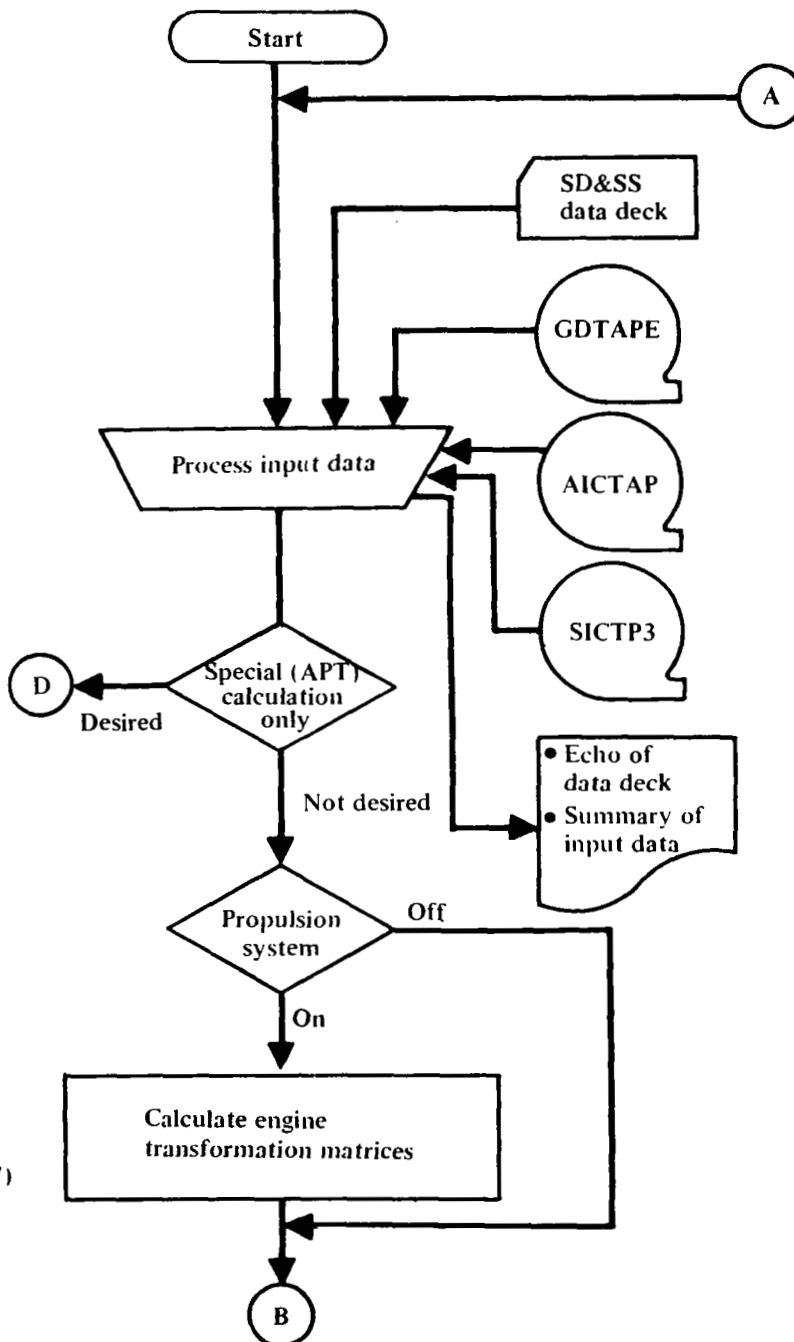 Start
A
SD&SS
data deck
GDTAPE
Process input data
AICTAP
SICTP3
Special (APT)
calculation
only
D
Desired
Not desired
• Echo of
data deck
• Summary of
input data
Propulsion
system
Off
On
Calculate engine
transformation matrices
)
B